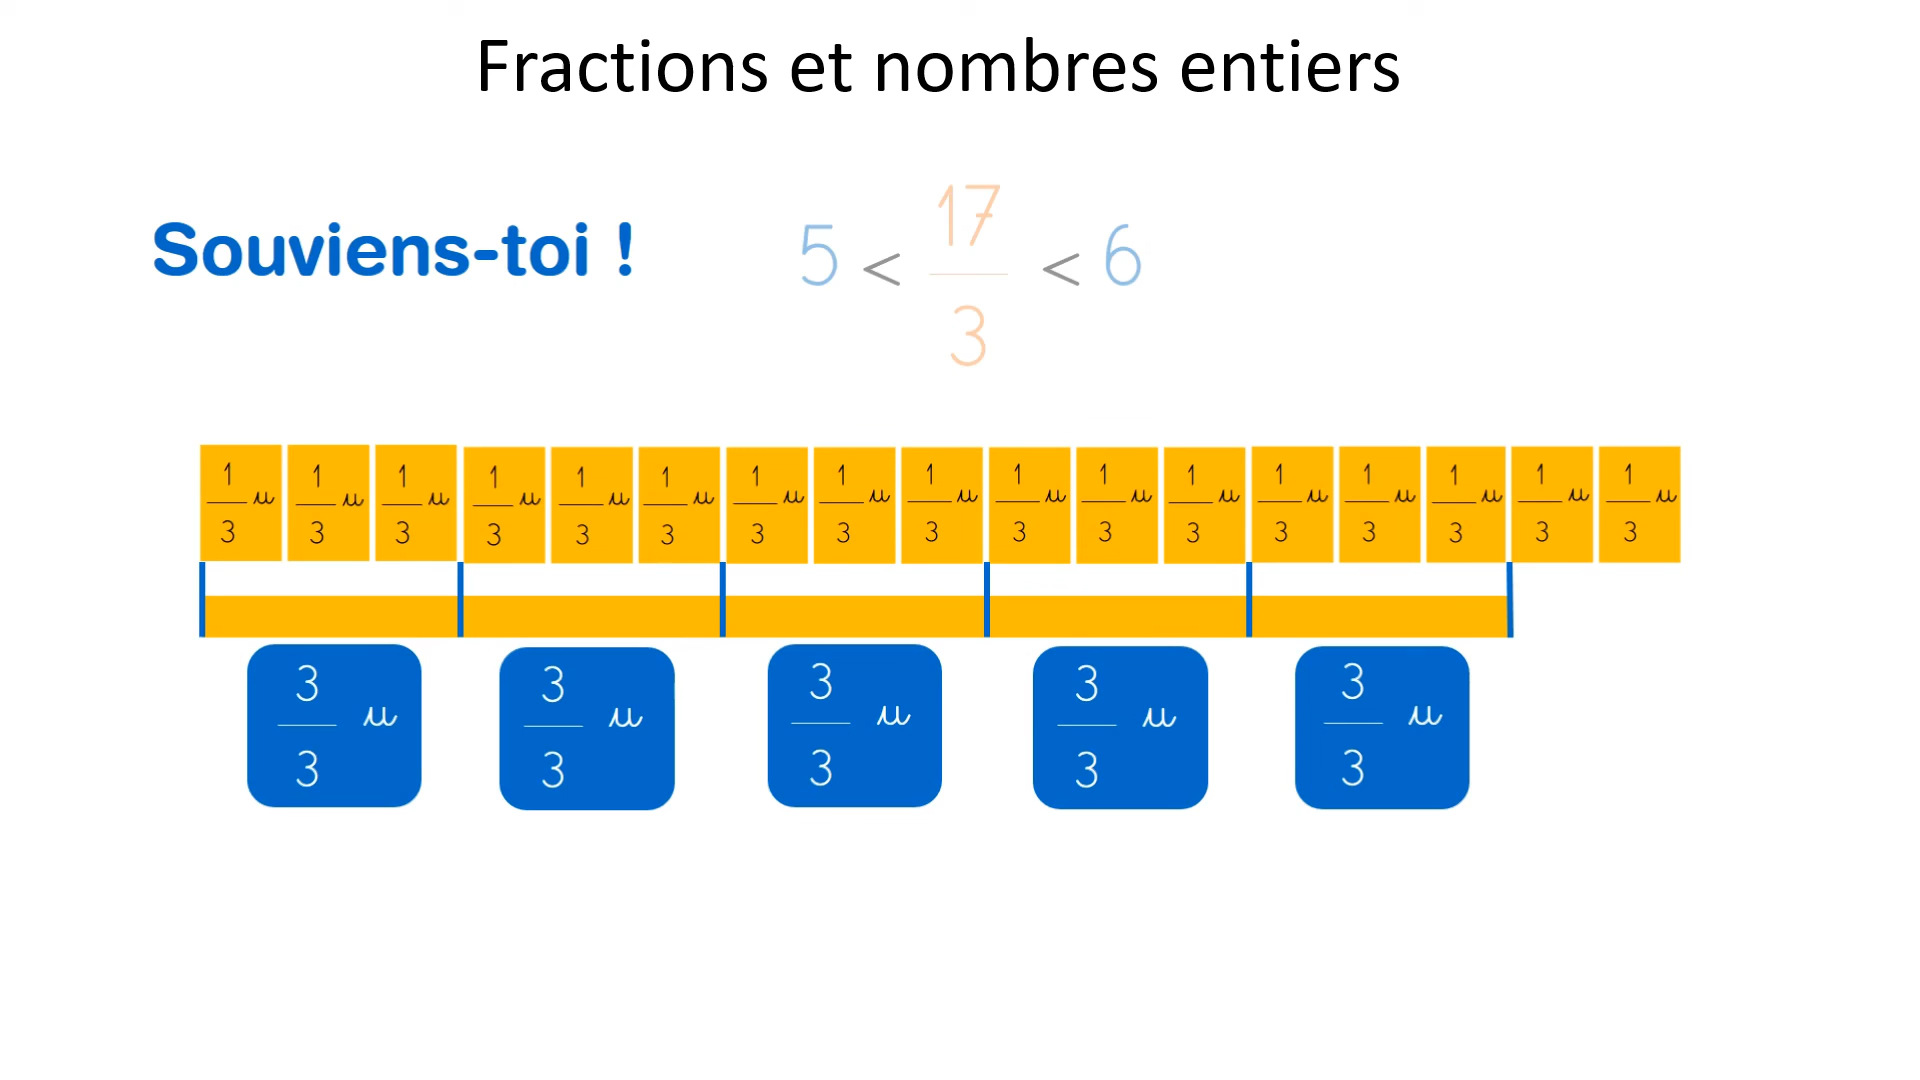 Fractions et nombres entiers
Souviens-toi !
5 < 17/3 < 6
1/3 u 1/3 u 1/3 u 1/3 u 1/3 u 1/3 u 1/3 u 1/3 u 1/3 u 1/3 u 1/3 u 1/3 u 1/3 u 1/3 u 1/3 u 1/3 u 1/3 u
3/3 u 3/3 u 3/3 u 3/3 u 3/3 u